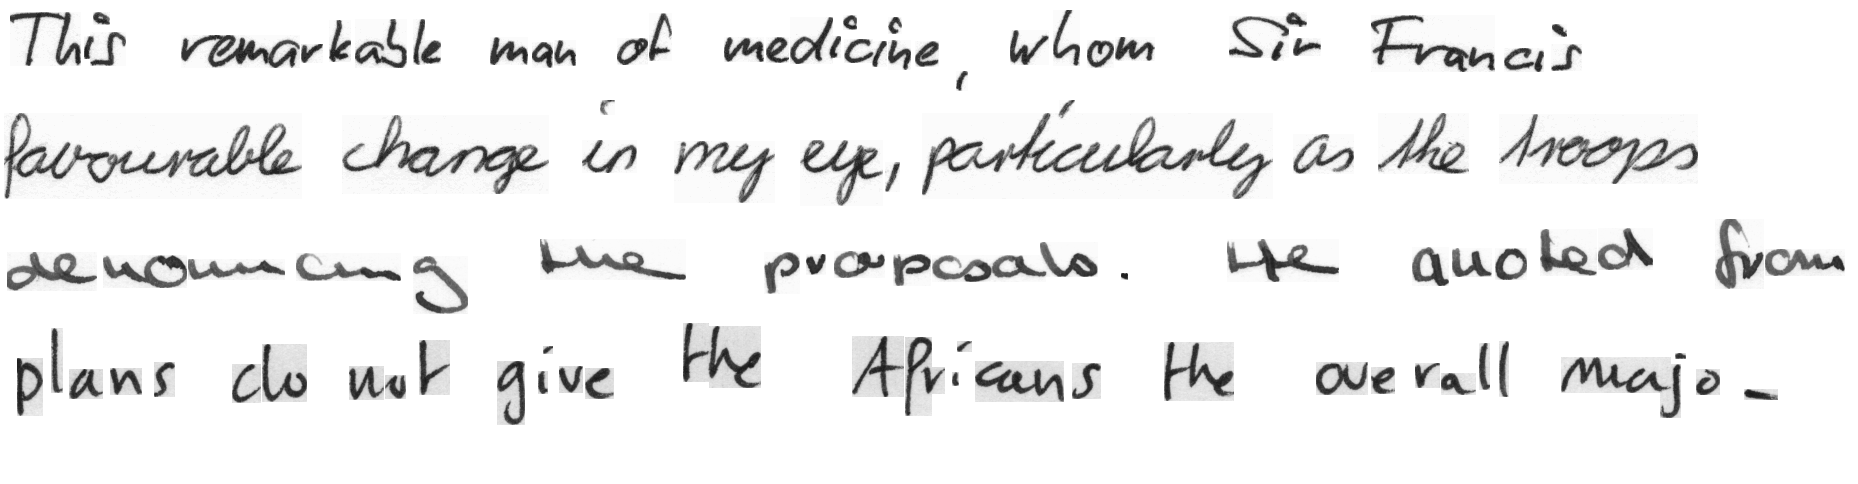 This remarkable man of medicine, whom Sir Francis
favourable change in my eye, particularly as the troops
denouncing the proposals. He quoted from
plans do not give the Africans the overall majo-